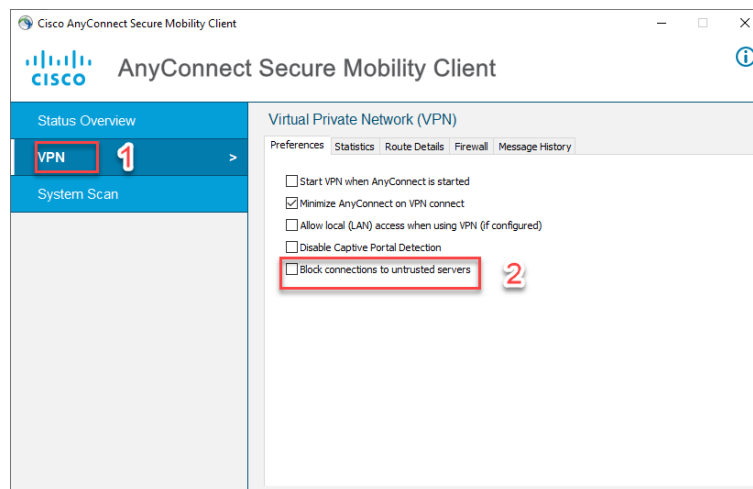 Cisco AnyConnect Secure Mobility Client
CISCO
AnyConnect Secure Mobility Client
Status Overview
VPN 1 >
System Scan
Virtual Private Network (VPN)
Preferences Statistics Route Details Firewall Message History
Start VPN when AnyConnect is started
Minimize AnyConnect on VPN connect
Allow local (LAN) access when using VPN (if configured)
Disable Captive Portal Detection
Block connections to untrusted servers 2